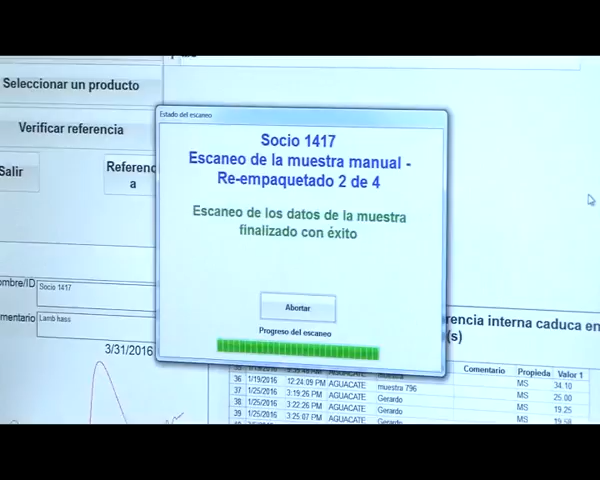 Seleccionar un producto
Estado del escaneo
Verificar referencia
Socio 1417
Escaneo de la muestra manual -
Re-empaquetado 2 de 4
Salir
Referenc
a
Escaneo de los datos de la muestra
finalizado con éxito
ombre/ID
Socio 1417
Abortar
mentario
Lamb hass
rencia interna caduca en
(s)
Progreso del escaneo
3/31/2016
Comentario Propieda Valor 1
36 1/19/2016 12:24:09 PM AGUACATE muestra 796 MS 34.10
37 1/25/2016 3:19:26 PM AGUACATE Gerardo MS 25.00
38 1/25/2016 3:22:26 PM AGUACATE Gerardo MS 19.25
39 1/25/2016 3:25:07 PM AGUACATE Gerardo MS